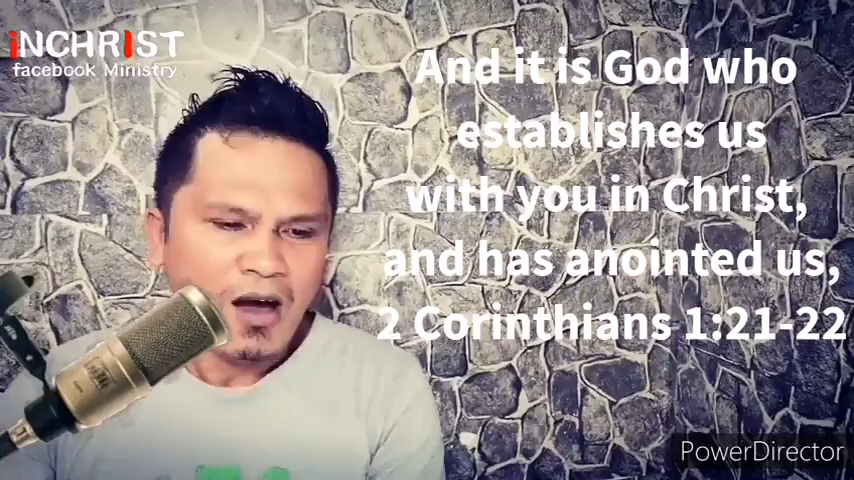 iNCHRIST
facebook Ministry
And it is God who
establishes us
with you in Christ,
and has anointed us,
2 Corinthians 1:21-22
PowerDirector